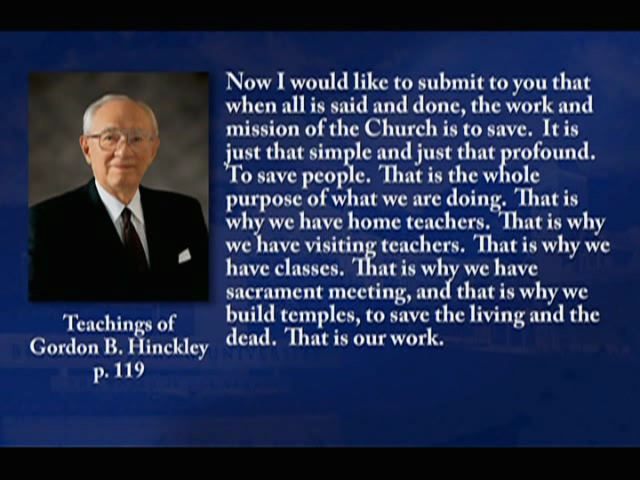 Now I would like to submit to you that
when all is said and done, the work and
mission of the Church is to save.  It is
just that simple and just that profound.
To save people.  That is the whole
purpose of what we are doing.  That is
why we have home teachers.  That is why
we have visiting teachers.  That is why we
have classes.  That is why we have
sacrament meeting, and that is why we
build temples, to save the living and the
dead.  That is our work.
Teachings of
Gordon B. Hinckley
p. 119